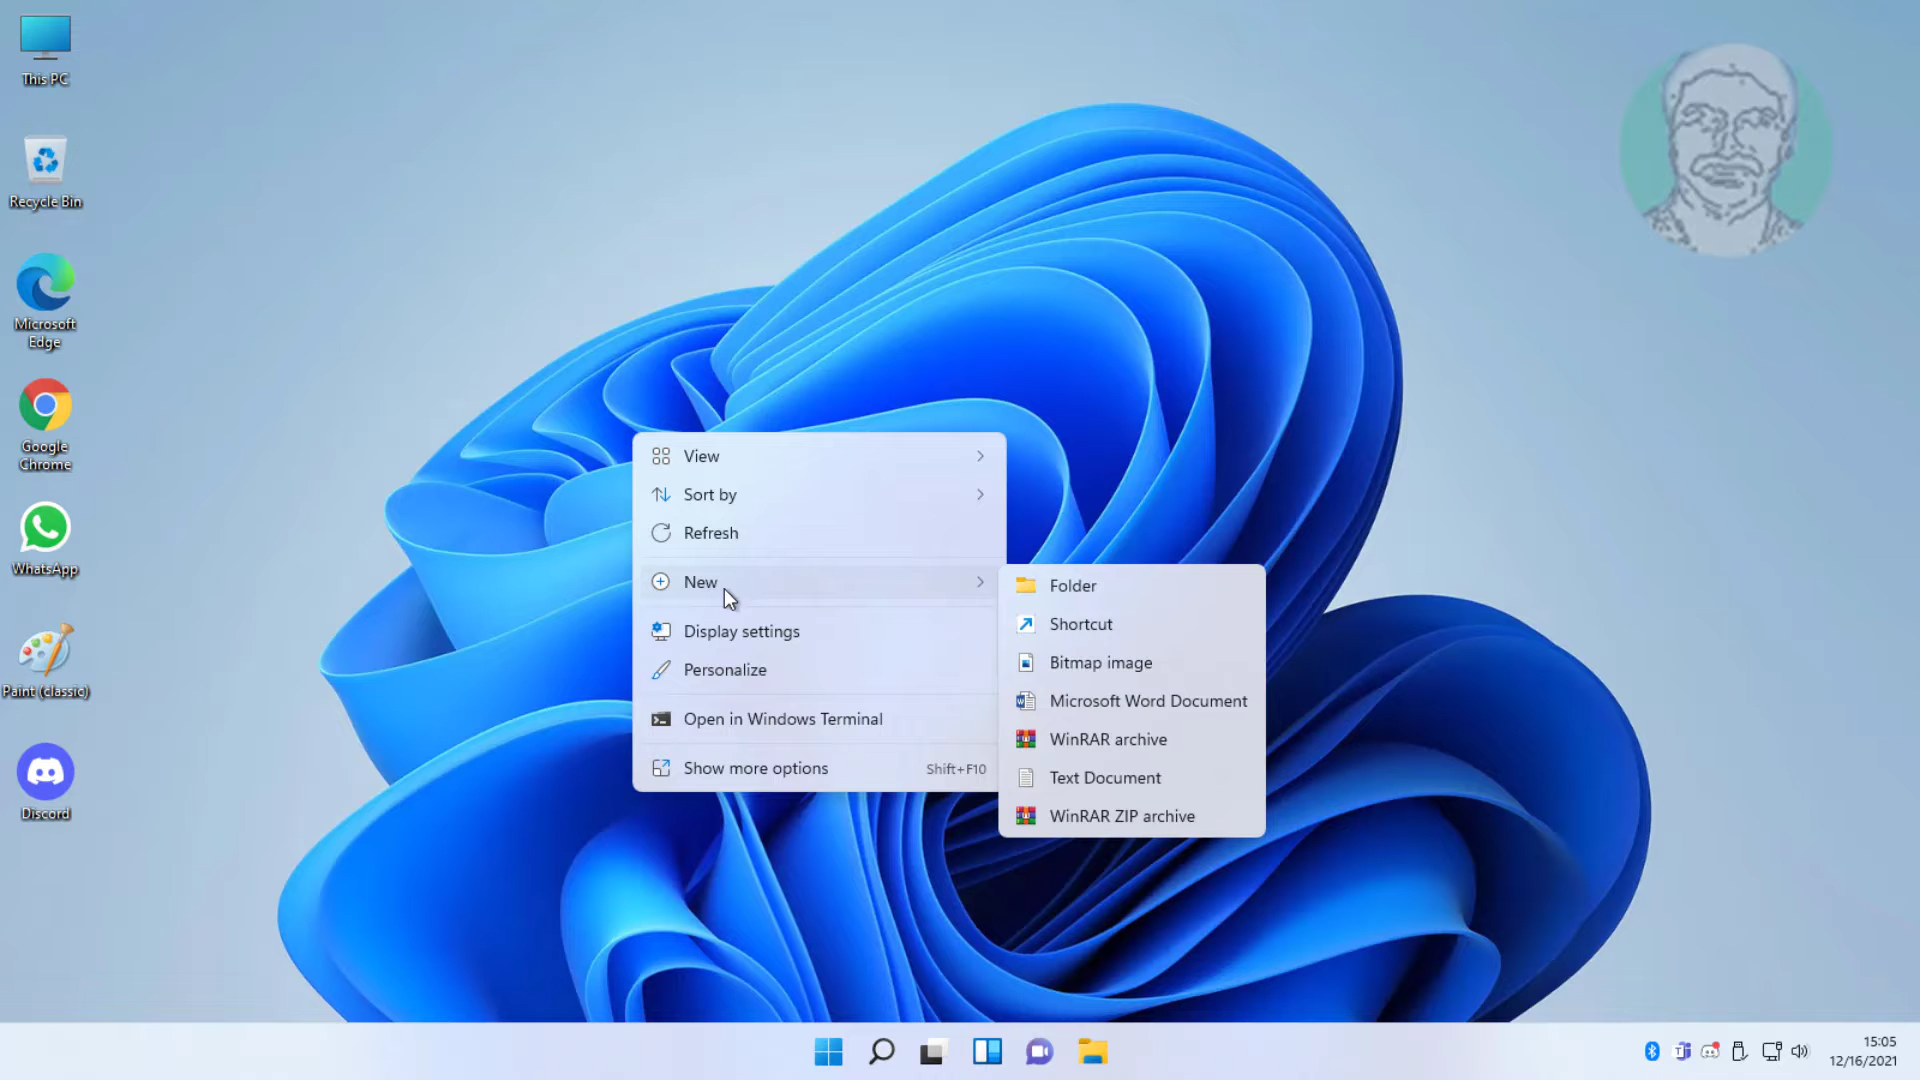 This PC
Recycle Bin
Microsoft
Edge
Google
Chrome
WhatsApp
Paint (classic)
Discord
View
Sort by
Refresh
New
Display settings
Personalize
Open in Windows Terminal
Show more options Shift+F10
Folder
Shortcut
Bitmap image
Microsoft Word Document
WinRAR archive
Text Document
WinRAR ZIP archive
15:05
12/16/2021